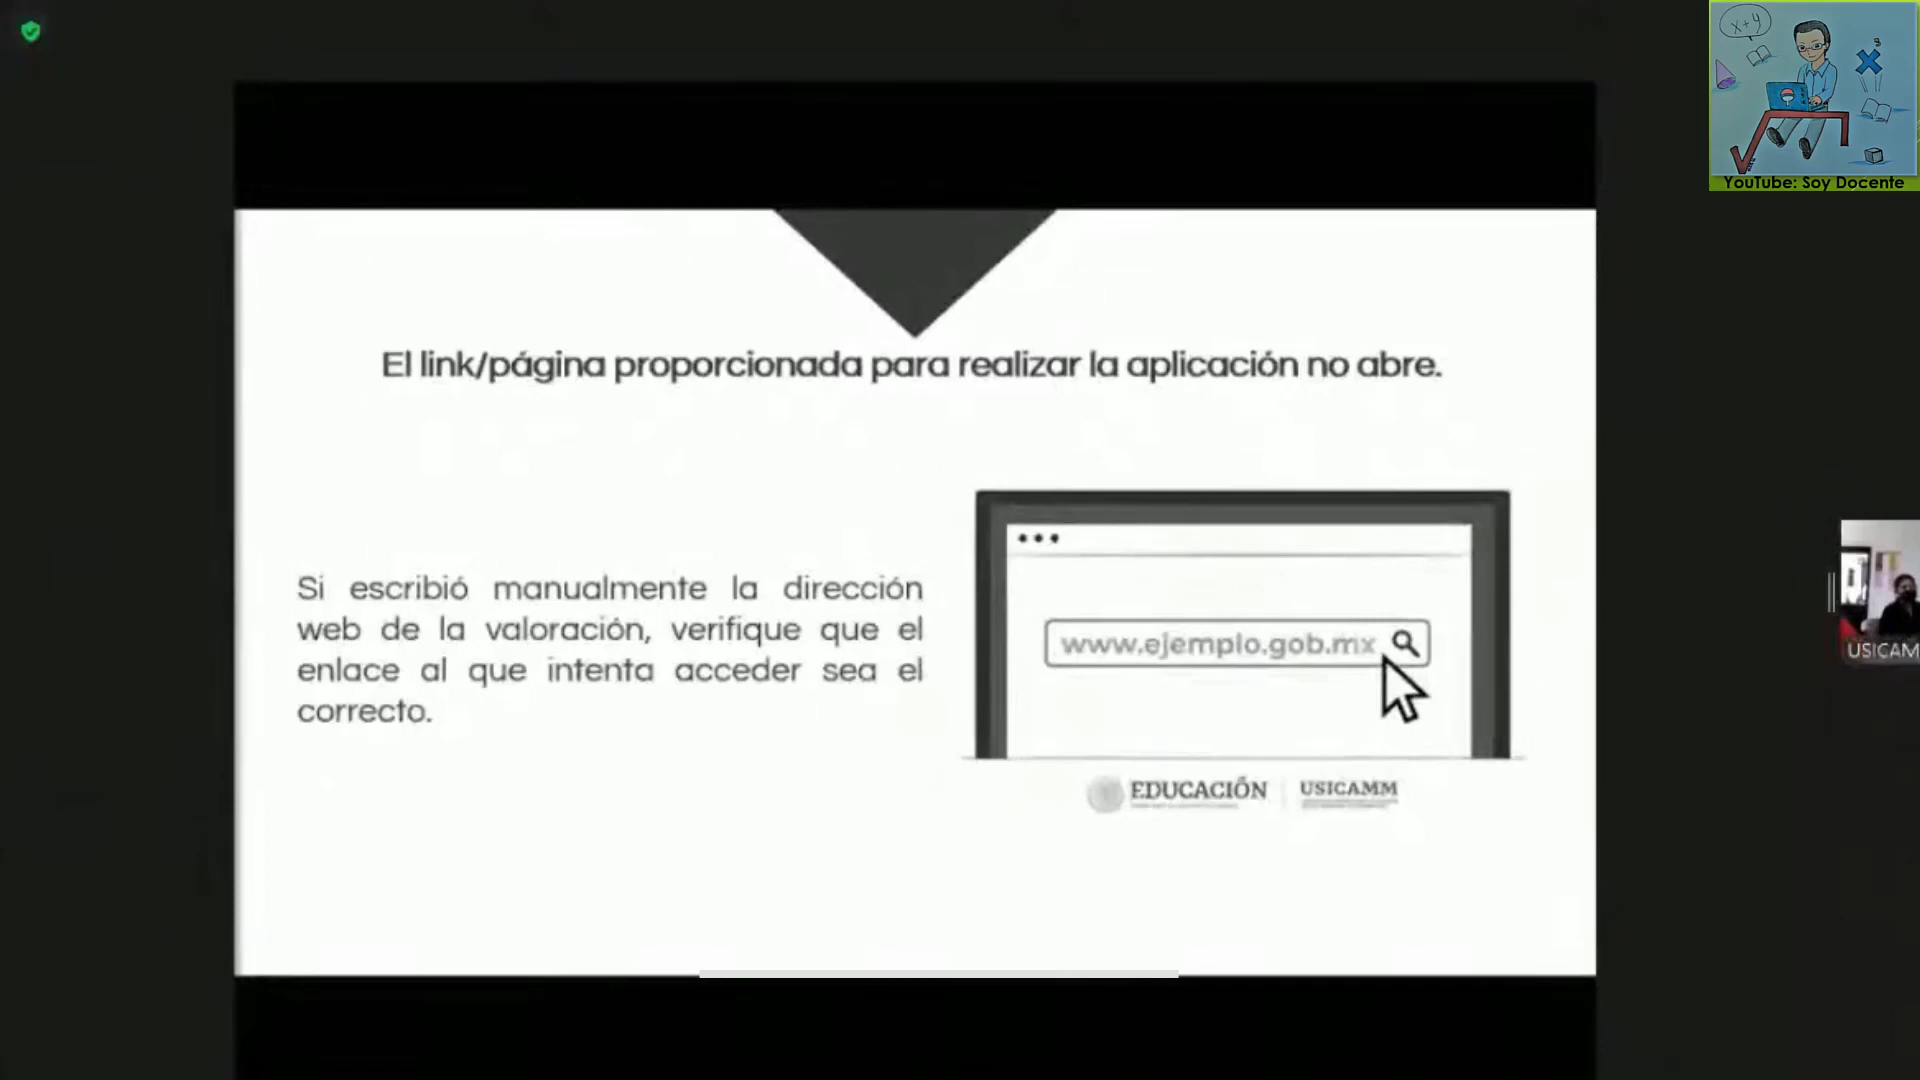 x+y
3
YouTube: Soy Docente
El link/página proporcionada para realizar la aplicación no abre.
Si escribió manualmente la dirección
web de la valoración, verifique que el
enlace al que intenta acceder sea el
correcto.
www.ejemplo.gob.mx
EDUCACIÓN
USICAMM
USICAM